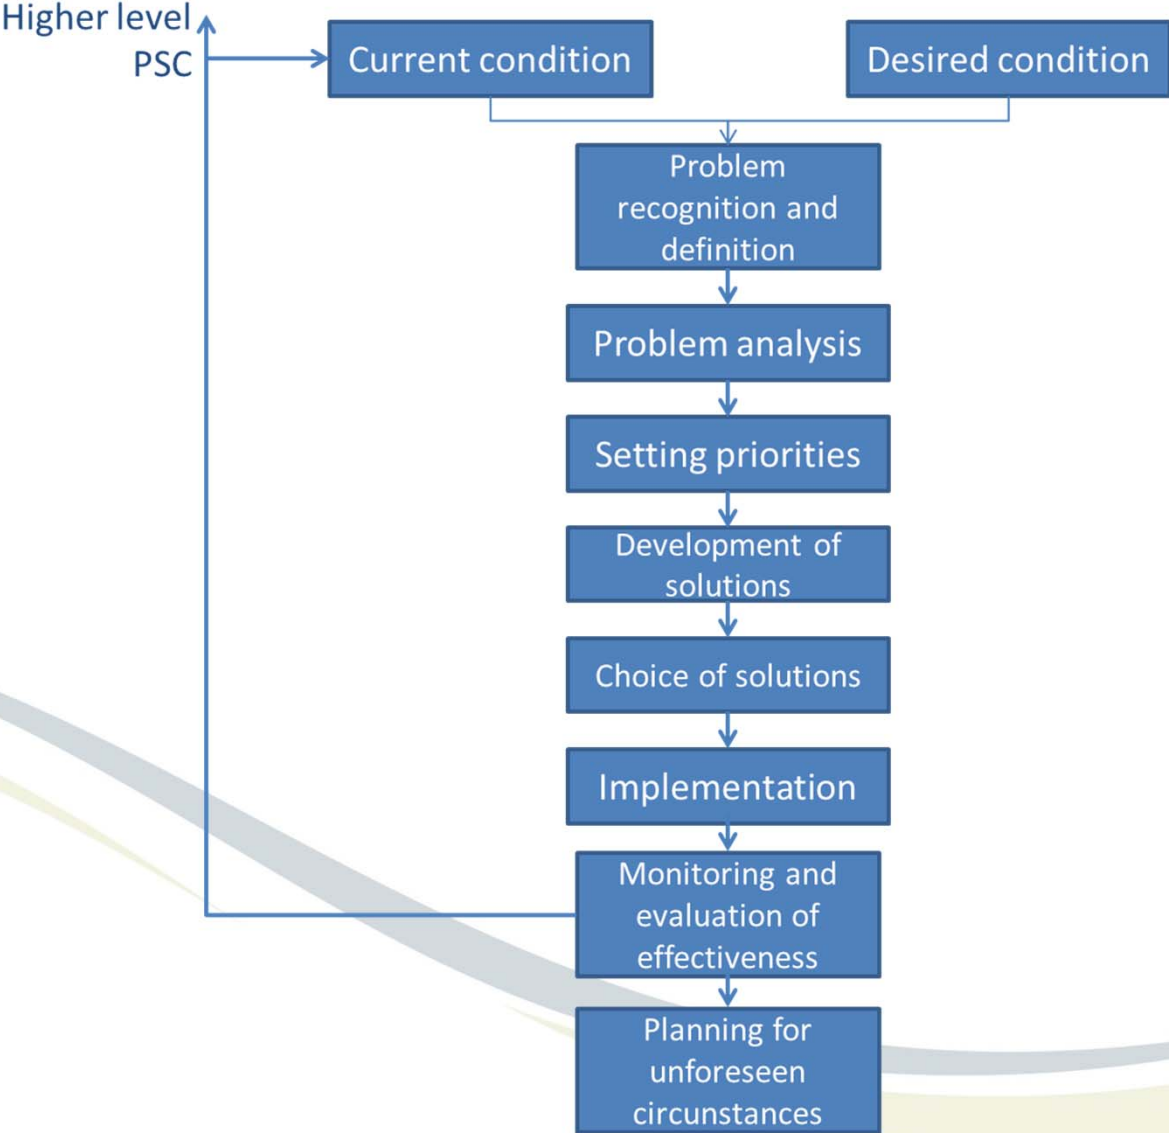 Higher level
PSC
Current condition
Desired condition
Problem
recognition and
definition
Problem analysis
Setting priorities
Development of
solutions
Choice of solutions
Implementation
Monitoring and
evaluation of
effectiveness
Planning for
unforeseen
circunstances